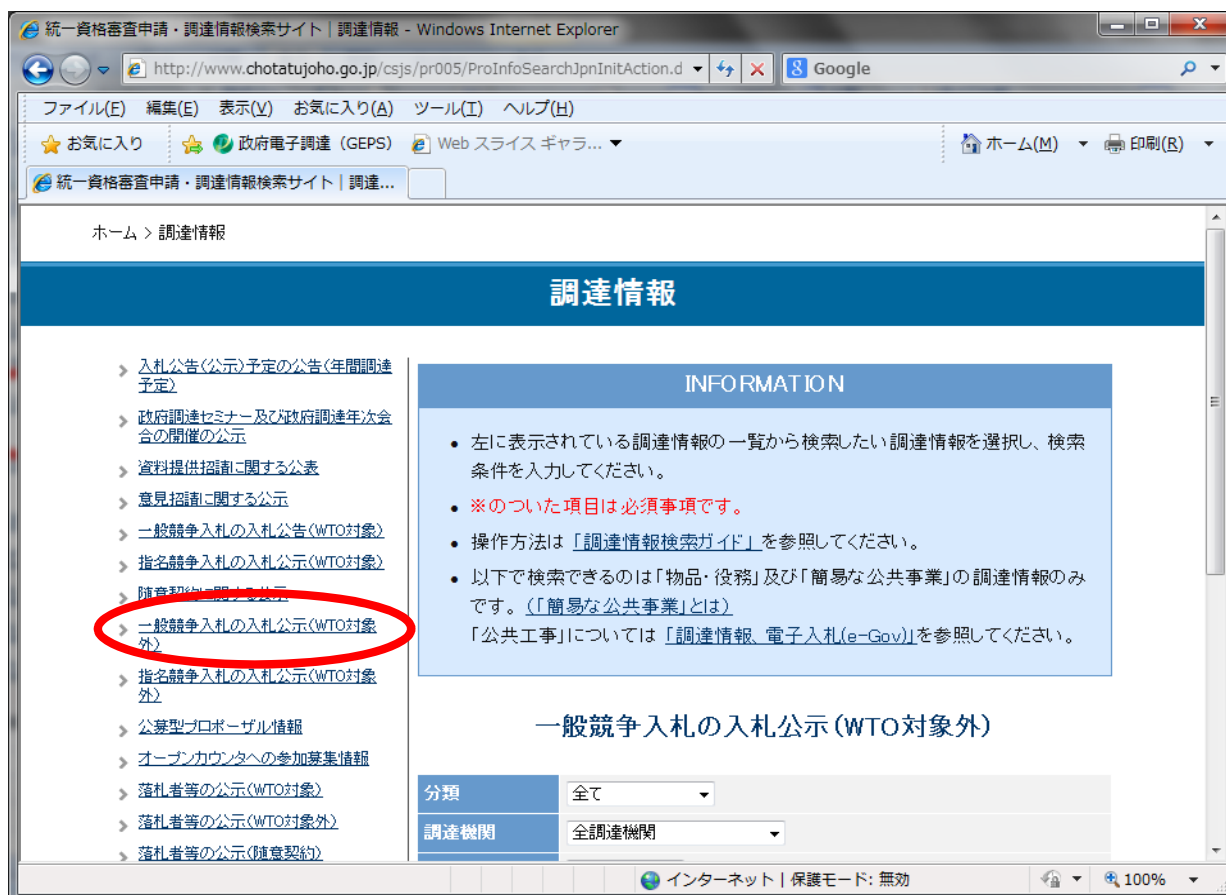 統一資格審査申請・調達情報検索サイト | 調達情報 - Windows Internet Explorer
http://www.chotatujoho.go.jp/csjs/pr005/ProInfoSearchJpnInitAction.d
Google
ファイル(F) 編集(E) 表示(V) お気に入り(A) ツール(T) ヘルプ(H)
お気に入り 政府電子調達 (GEPS) Web スライス ギャラ... ホーム(M) 印刷(R)
統一資格審査申請・調達情報検索サイト | 調達...
ホーム > 調達情報
調達情報
入札公告(公示)予定の公告(年間調達
予定)
政府調達セミナー及び政府調達年次会
合の開催の公示
資料提供招請に関する公表
意見招請に関する公示
一般競争入札の入札公告(WTO対象)
指名競争入札の入札公示(WTO対象)
随意契約に関する公示
一般競争入札の入札公示(WTO対象
外)
指名競争入札の入札公示(WTO対象
外)
公募型プロポーザル情報
オープンカウンタへの参加募集情報
落札者等の公示(WTO対象)
落札者等の公示(WTO対象外)
落札者等の公示(随意契約)
INFORMATION
• 左に表示されている調達情報の一覧から検索したい調達情報を選択し、検索
条件を入力してください。
• ※のついた項目は必須事項です。
• 操作方法は「調達情報検索ガイド」を参照してください。
• 以下で検索できるのは「物品・役務」及び「簡易な公共事業」の調達情報のみ
です。(「簡易な公共事業」とは)
「公共工事」については「調達情報、電子入札(e-Gov)」を参照してください。
一般競争入札の入札公示(WTO対象外)
分類 全て
調達機関 全調達機関
インターネット | 保護モード: 無効 100%